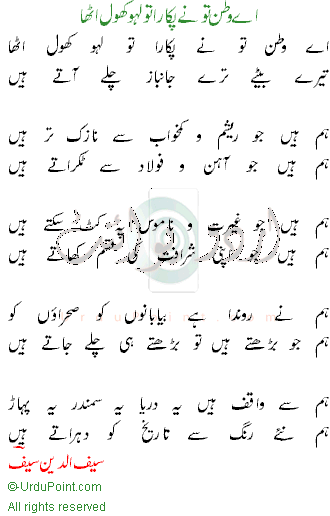 اے وطن تو نے پکارا تو لہو کھول اٹھا
اے وطن تو نے پکارا تو لہو کھول اٹھا
تیرے بیٹے ترے جانباز چلے آتے ہیں
ہم ہیں جو ریشم و کمخواب سے نازک تر ہیں
ہم ہیں جو آہن و فولاد سے ٹکراتے ہیں
ہم ہیں جو غیرت و ناموس پہ کٹ سکتے ہیں
ہم ہیں جو اپنی شرافت کی قسم کھاتے ہیں
ہم نے روندا ہے بیابانوں کو صحراؤں کو
ہم جو بڑھتے ہیں تو بڑھتے ہی چلے جاتے ہیں
ہم سے واقف ہیں یہ دریا یہ سمندر یہ پہاڑ
ہم نئے رنگ سے تاریخ کو دہراتے ہیں
سیف الدین سیف
©UrduPoint.com
All rights reserved